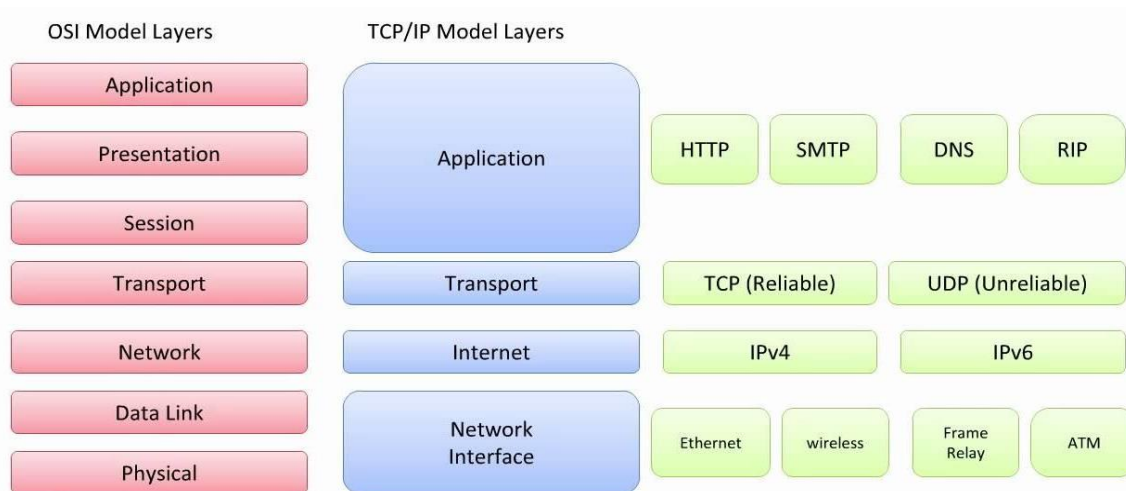 OSI Model Layers
TCP/IP Model Layers
Application
Presentation
Session
Transport
Network
Data Link
Physical
Application
Transport
Internet
Network
Interface
HTTP
SMTP
DNS
RIP
TCP (Reliable)
UDP (Unreliable)
IPv4
IPv6
Ethernet
wireless
Frame
Relay
ATM